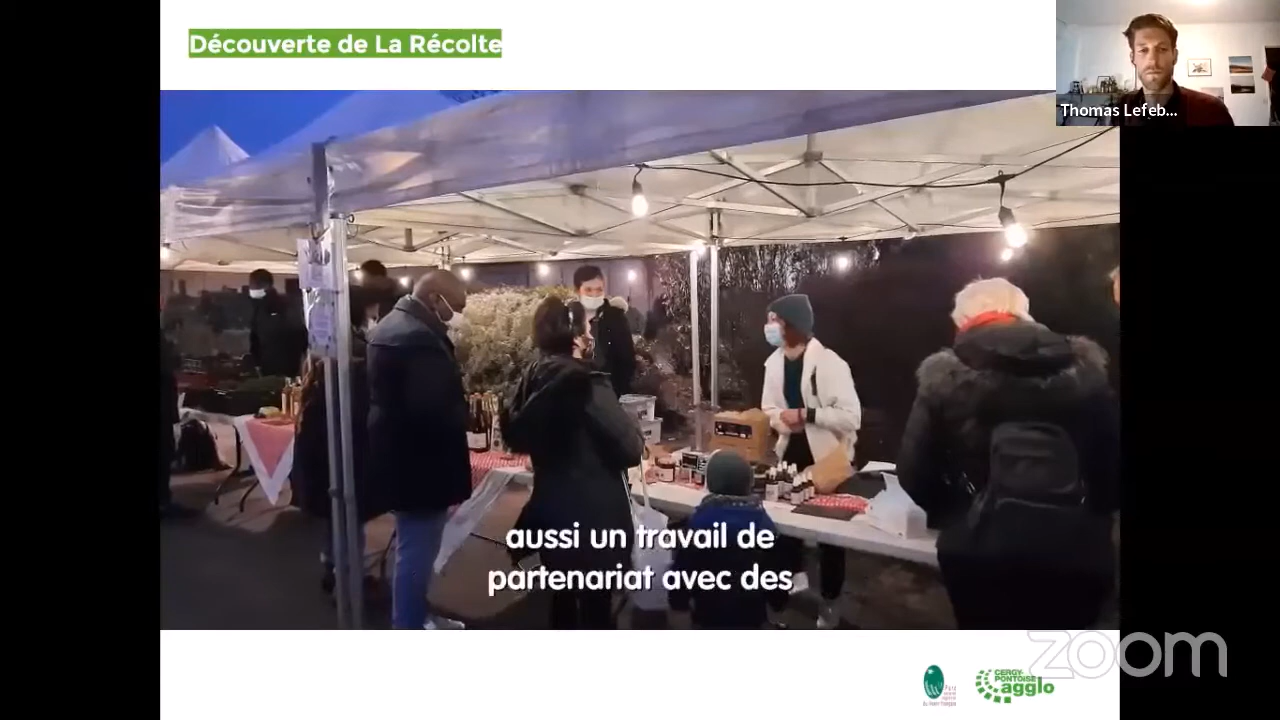 Découverte de La Récolte
Thomas Lefeb...
aussi un travail de
partenariat avec des
CERGY-
PONTOISE
agglo
zoom